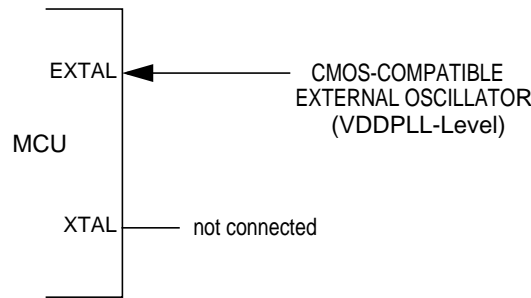 EXTAL
CMOS-COMPATIBLE
EXTERNAL OSCILLATOR
(VDDPLL-Level)
MCU
XTAL
not connected